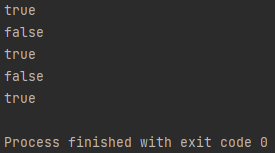 true
false
true
false
true
Process finished with exit code 0